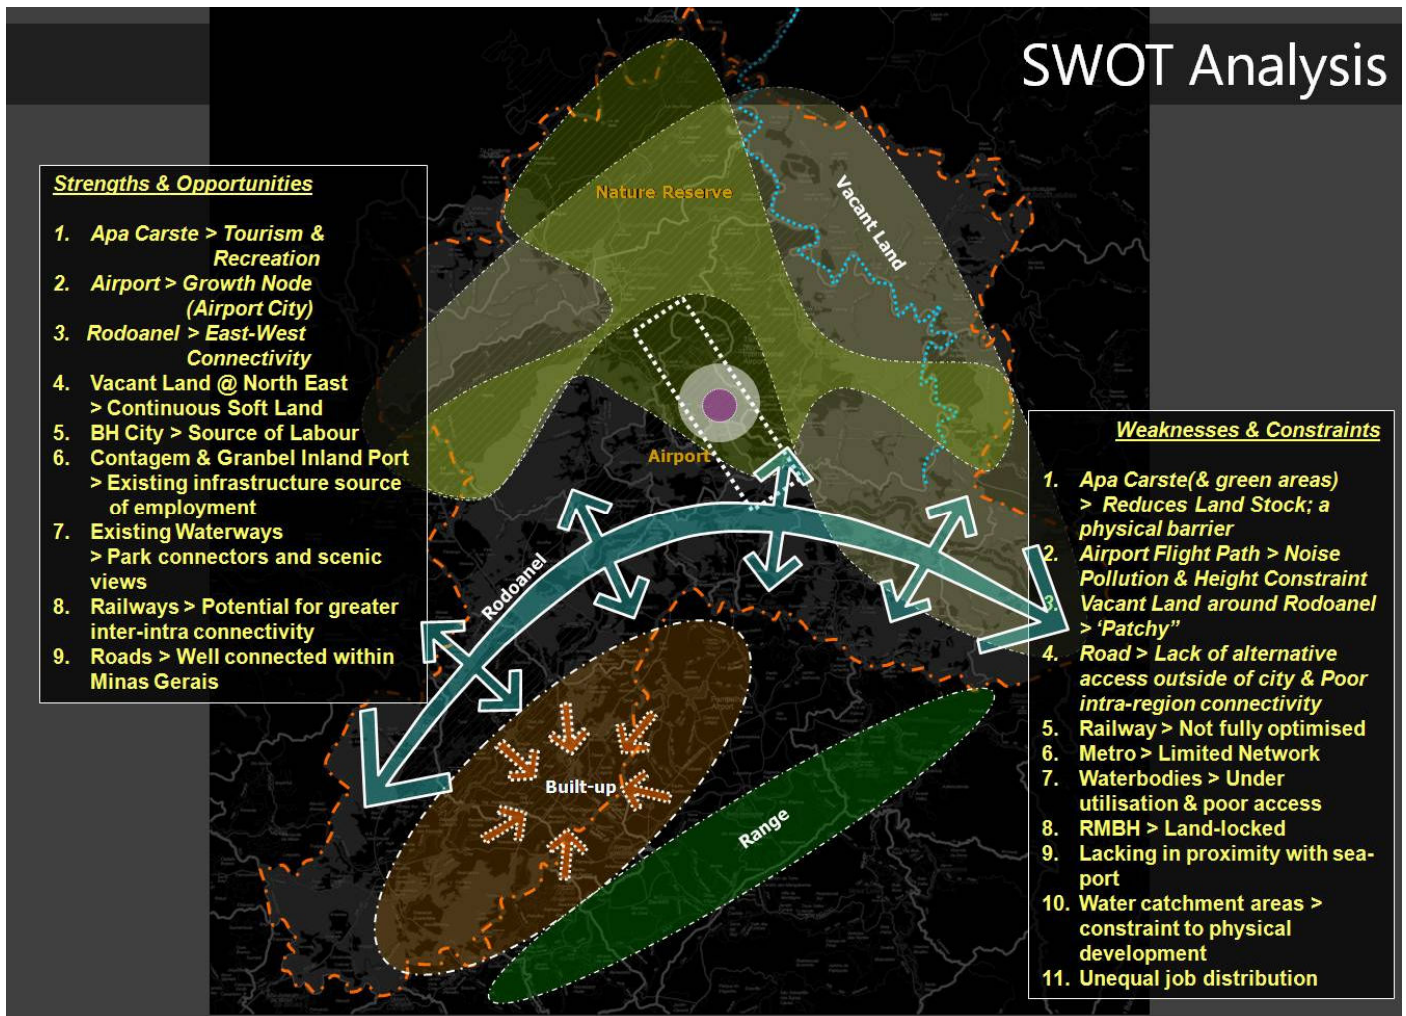 SWOT Analysis
Strengths & Opportunities
1. Apa Carste > Tourism &
Recreation
2. Airport > Growth Node
(Airport City)
3. Rodoanel > East-West
Connectivity
4. Vacant Land @ North East
> Continuous Soft Land
5. BH City > Source of Labour
6. Contagem & Granbel Inland Port
> Existing infrastructure source
of employment
7. Existing Waterways
> Park connectors and scenic
views
8. Railways > Potential for greater
inter-intra connectivity
9. Roads > Well connected within
Minas Gerais
Nature Reserve
Vacant Land
Airport
Rodoanel
Built-up
Range
Weaknesses & Constraints
1. Apa Carste(& green areas)
> Reduces Land Stock; a
physical barrier
2. Airport Flight Path > Noise
Pollution & Height Constraint
3. Vacant Land around Rodoanel
> ‘Patchy”
4. Road > Lack of alternative
access outside of city & Poor
intra-region connectivity
5. Railway > Not fully optimised
6. Metro > Limited Network
7. Waterbodies > Under
utilisation & poor access
8. RMBH > Land-locked
9. Lacking in proximity with sea-
port
10. Water catchment areas >
constraint to physical
development
11. Unequal job distribution